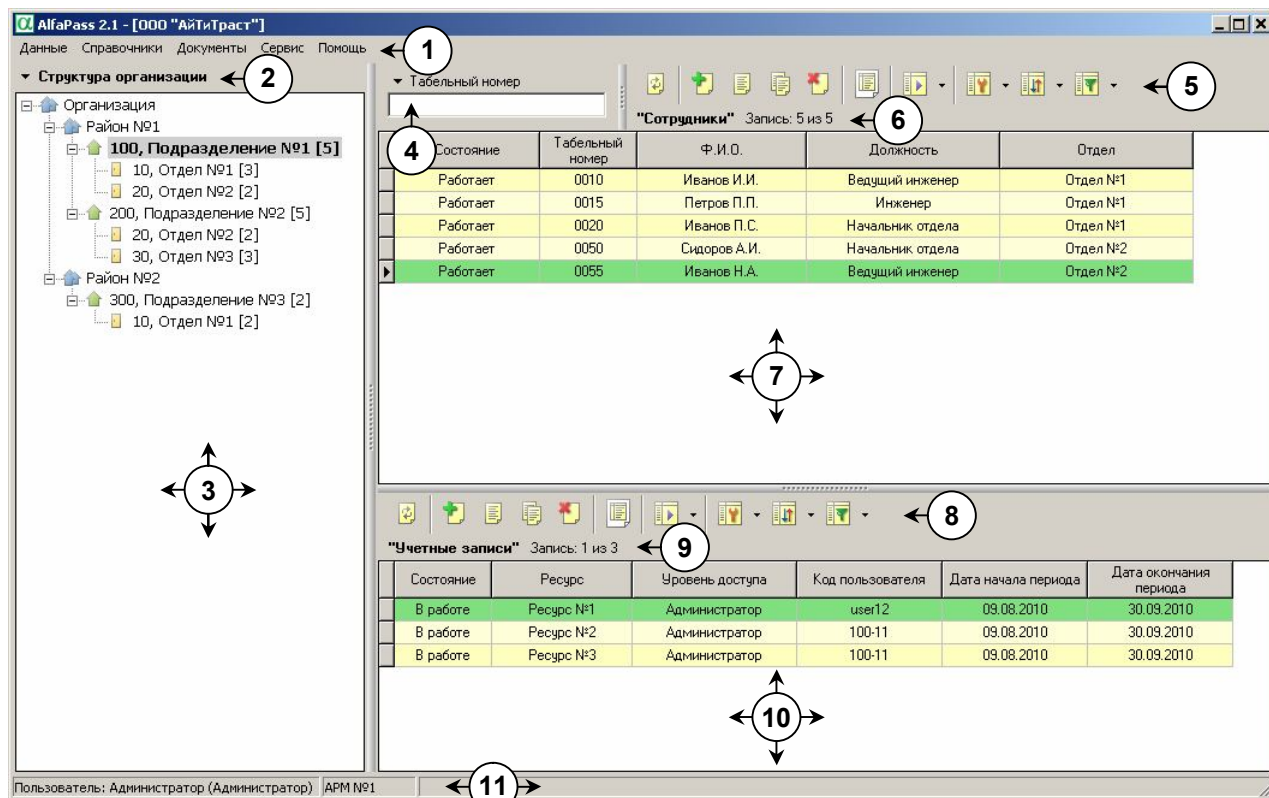 AlfaPass 2.1 - [ООО "АйТиТраст"]
Данные Справочники Документы Сервис Помощь
1
Структура организации
2
Организация
Район №1
100, Подразделение №1 [5]
10, Отдел №1 [3]
20, Отдел №2 [2]
200, Подразделение №2 [5]
20, Отдел №2 [2]
30, Отдел №3 [3]
Район №2
300, Подразделение №3 [2]
10, Отдел №1 [2]
3
Табельный номер
4
5
"Сотрудники" Запись: 5 из 5
6
Состояние Табельный номер Ф.И.О. Должность Отдел
Работает 0010 Иванов И.И. Ведущий инженер Отдел №1
Работает 0015 Петров П.П. Инженер Отдел №1
Работает 0020 Иванов П.С. Начальник отдела Отдел №1
Работает 0050 Сидоров А.И. Начальник отдела Отдел №2
Работает 0055 Иванов Н.А. Ведущий инженер Отдел №2
7
8
"Учетные записи" Запись: 1 из 3
9
Состояние Ресурс Уровень доступа Код пользователя Дата начала периода Дата окончания периода
В работе Ресурс №1 Администратор user12 09.08.2010 30.09.2010
В работе Ресурс №2 Администратор 100-11 09.08.2010 30.09.2010
В работе Ресурс №3 Администратор 100-11 09.08.2010 30.09.2010
10
Пользователь: Администратор (Администратор) АРМ №1
11